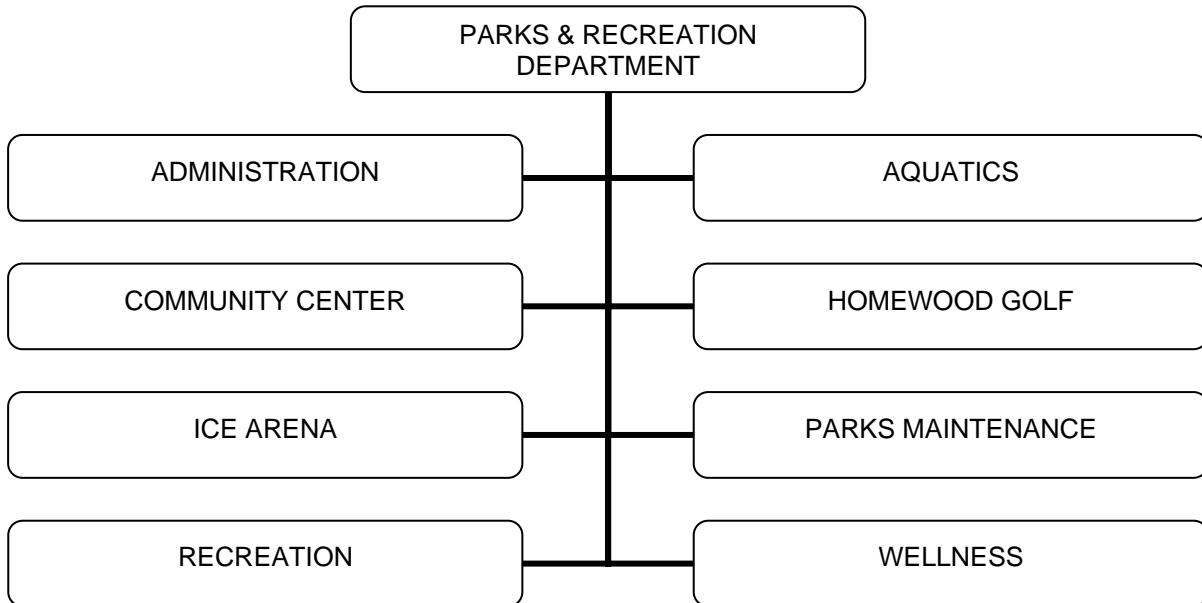 PARKS & RECREATION
DEPARTMENT
ADMINISTRATION
AQUATICS
COMMUNITY CENTER
HOMEWOOD GOLF
ICE ARENA
PARKS MAINTENANCE
RECREATION
WELLNESS